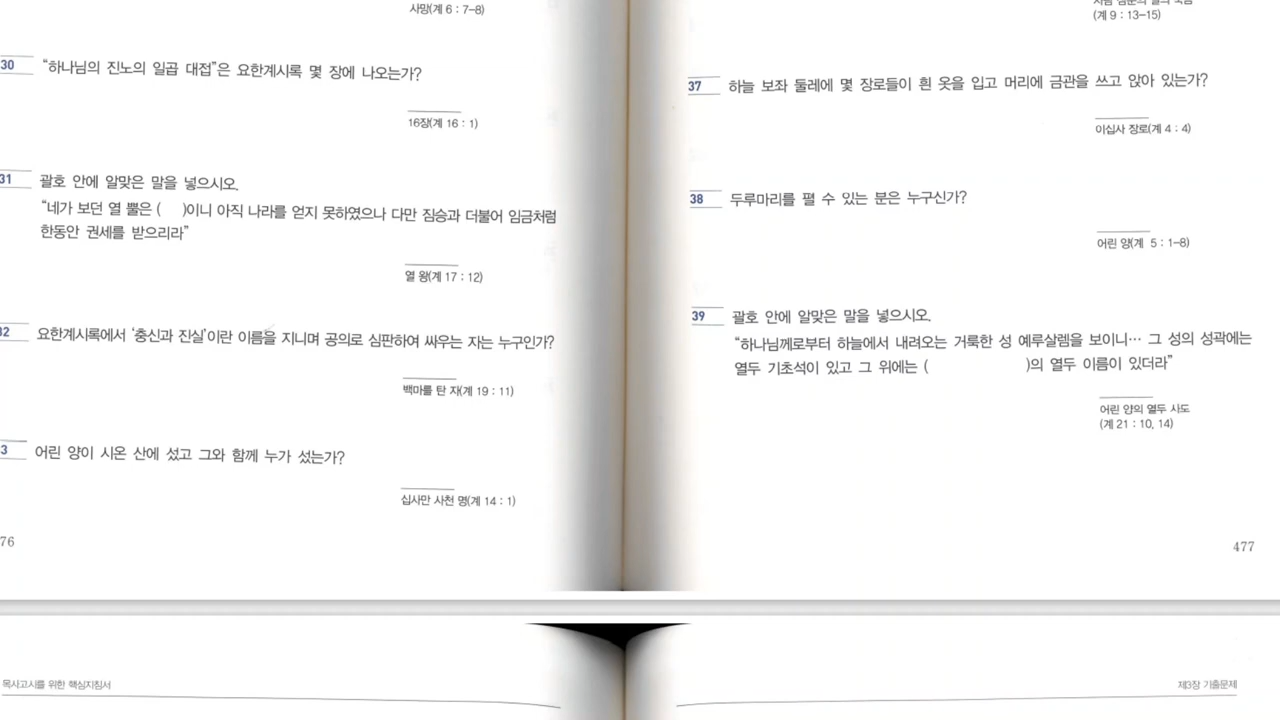 사망(계 6 : 7-8)
30 “하나님의 진노의 일곱 대접”은 요한계시록 몇 장에 나오는가?
16장(계 16 : 1)
31 괄호 안에 알맞은 말을 넣으시오.
“네가 보던 열 뿔은 ( )이니 아직 나라를 얻지 못하였으나 다만 짐승과 더불어 임금처럼
한동안 권세를 받으리라”
열 왕(계 17 : 12)
32 요한계시록에서 ‘충신과 진실’이란 이름을 지니며 공의로 심판하여 싸우는 자는 누구인가?
백마를 탄 자(계 19 : 11)
3 어린 양이 시온 산에 섰고 그와 함께 누가 섰는가?
십사만 사천 명(계 14 : 1)
76
(계 9 : 13-15)
37 하늘 보좌 둘레에 몇 장로들이 흰 옷을 입고 머리에 금관을 쓰고 앉아 있는가?
이십사 장로(계 4 : 4)
38 두루마리를 펼 수 있는 분은 누구신가?
어린 양(계 5 : 1-8)
39 괄호 안에 알맞은 말을 넣으시오.
“하나님께로부터 하늘에서 내려오는 거룩한 성 예루살렘을 보이니… 그 성의 성곽에는
열두 기초석이 있고 그 위에는 ( )의 열두 이름이 있더라”
어린 양의 열두 사도
(계 21 : 10, 14)
477
목사고시를 위한 핵심지침서
제3장 기출문제